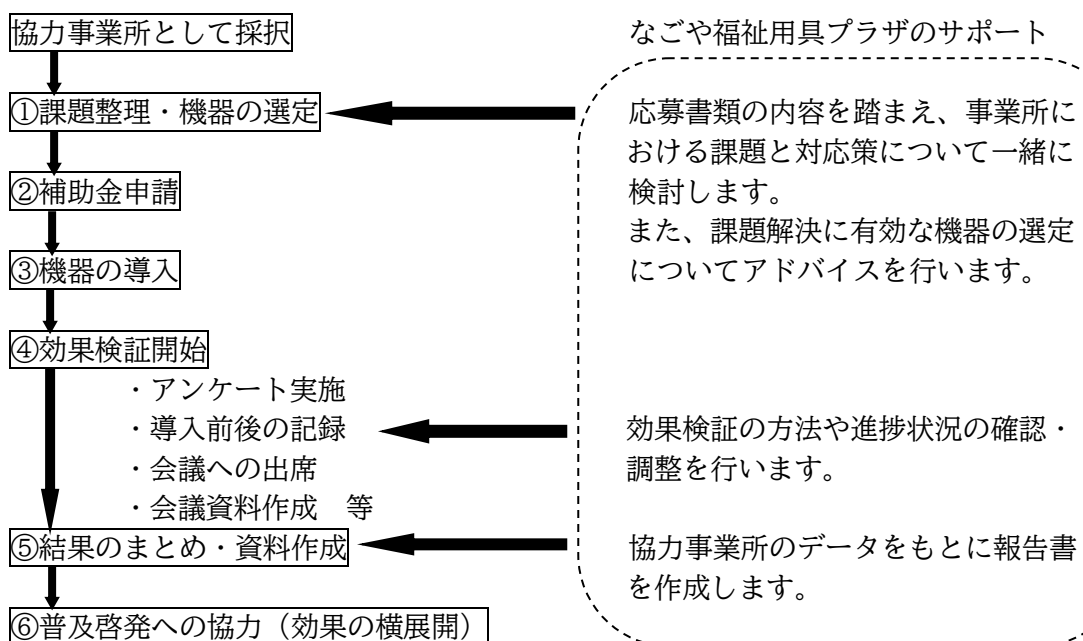 協力事業所として採択
①課題整理・機器の選定
②補助金申請
③機器の導入
④効果検証開始
・アンケート実施
・導入前後の記録
・会議への出席
・会議資料作成　等
⑤結果のまとめ・資料作成
⑥普及啓発への協力（効果の横展開）
なごや福祉用具プラザのサポート
応募書類の内容を踏まえ、事業所に
おける課題と対応策について一緒に
検討します。
また、課題解決に有効な機器の選定
についてアドバイスを行います。
効果検証の方法や進捗状況の確認・
調整を行います。
協力事業所のデータをもとに報告書
を作成します。